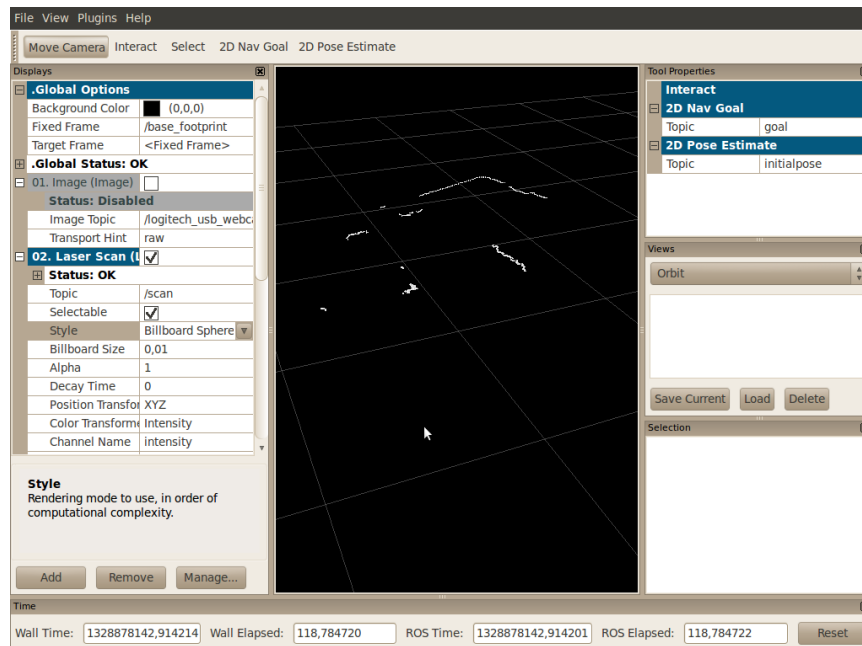 File View Plugins Help
Move Camera Interact Select 2D Nav Goal 2D Pose Estimate
Displays
.Global Options
Background Color (0,0,0)
Fixed Frame /base_footprint
Target Frame <Fixed Frame>
.Global Status: OK
01. Image (Image)
Status: Disabled
Image Topic /logitech_usb_webca
Transport Hint raw
02. Laser Scan (L
Status: OK
Topic /scan
Selectable
Style Billboard Sphere
Billboard Size 0,01
Alpha 1
Decay Time 0
Position Transfor XYZ
Color Transforme Intensity
Channel Name intensity
Style
Rendering mode to use, in order of
computational complexity.
Add Remove Manage...
Tool Properties
Interact
2D Nav Goal
Topic goal
2D Pose Estimate
Topic initialpose
Views
Orbit
Save Current Load Delete
Selection
Time
Wall Time: 1328878142,914214 Wall Elapsed: 118,784720 ROS Time: 1328878142,914201 ROS Elapsed: 118,784722 Reset